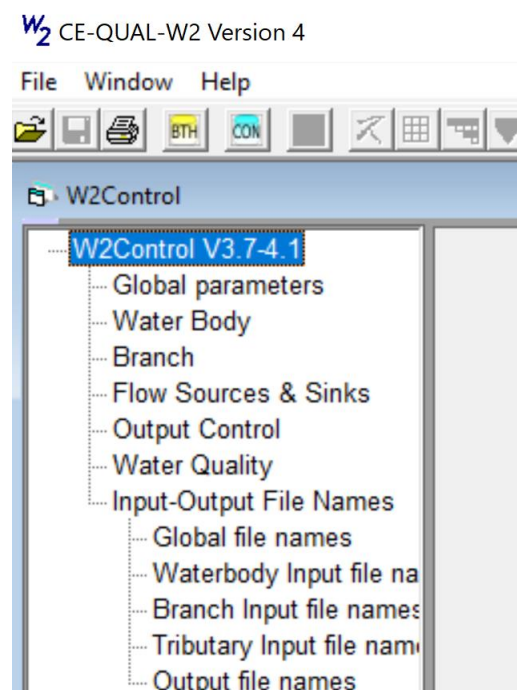 W2 CE-QUAL-W2 Version 4
File Window Help
BTH CON
W2Control
W2Control V3.7-4.1
Global parameters
Water Body
Branch
Flow Sources & Sinks
Output Control
Water Quality
Input-Output File Names
Global file names
Waterbody Input file na
Branch Input file names
Tributary Input file nam
Output file names